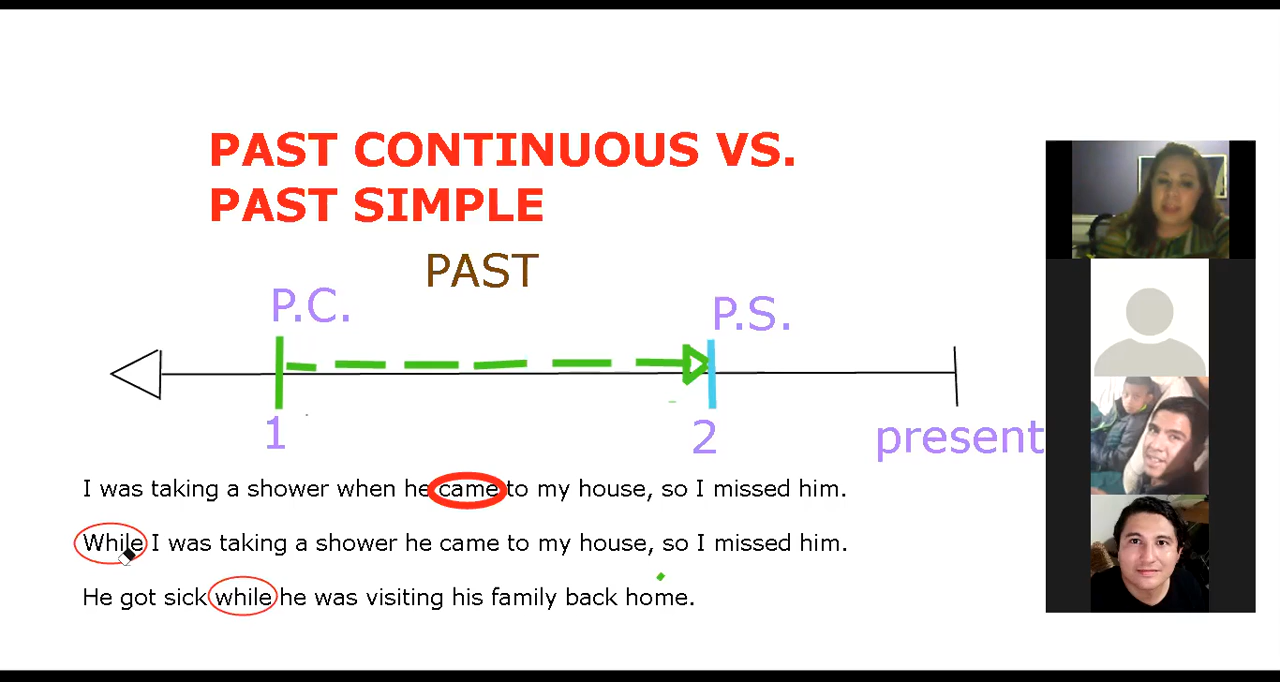 PAST CONTINUOUS VS.
PAST SIMPLE
PAST
P.C.
P.S.
1
2
present
I was taking a shower when he came to my house, so I missed him.
While I was taking a shower he came to my house, so I missed him.
He got sick while he was visiting his family back home.